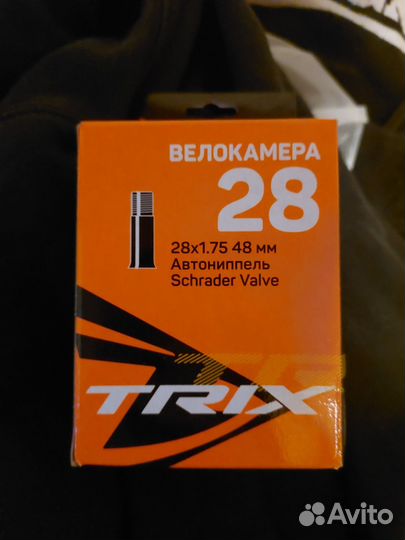 ВЕЛОКАМЕРА
28
28x1.75 48 мм
Автониппель
Schrader Valve
TRIX
Avito